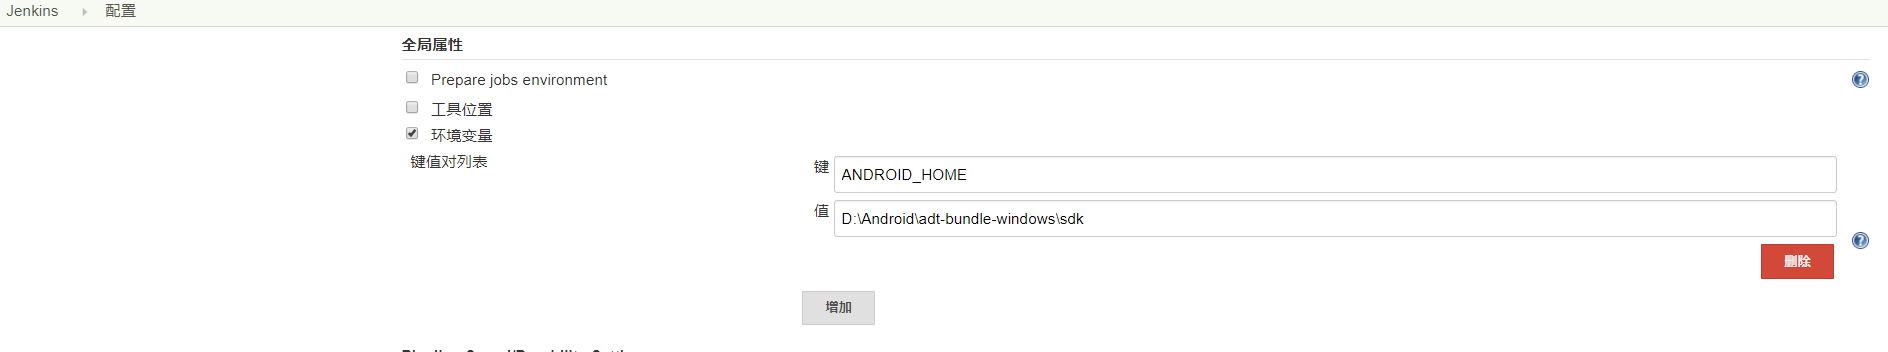 Jenkins 配置
全局属性
Prepare jobs environment
工具位置
环境变量
键值对列表
键 ANDROID_HOME
值 D:\Android\adt-bundle-windows\sdk
删除
增加